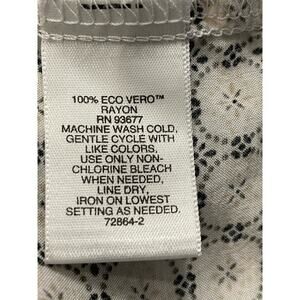 100% ECO VERO™
RAYON
RN 93677
MACHINE WASH COLD,
GENTLE CYCLE WITH
LIKE COLORS,
USE ONLY NON-
CHLORINE BLEACH
WHEN NEEDED,
LINE DRY,
IRON ON LOWEST
SETTING AS NEEDED.
72864-2